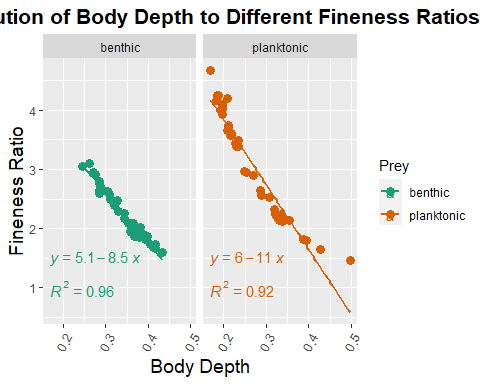 ution of Body Depth to Different Fineness Ratios
benthic
planktonic
Fineness Ratio
4
3
2
1
y = 5.1 − 8.5 x
R² = 0.96
y = 6 − 11 x
R² = 0.92
0.2 0.3 0.4 0.5
0.2 0.3 0.4 0.5
Body Depth
Prey
benthic
planktonic